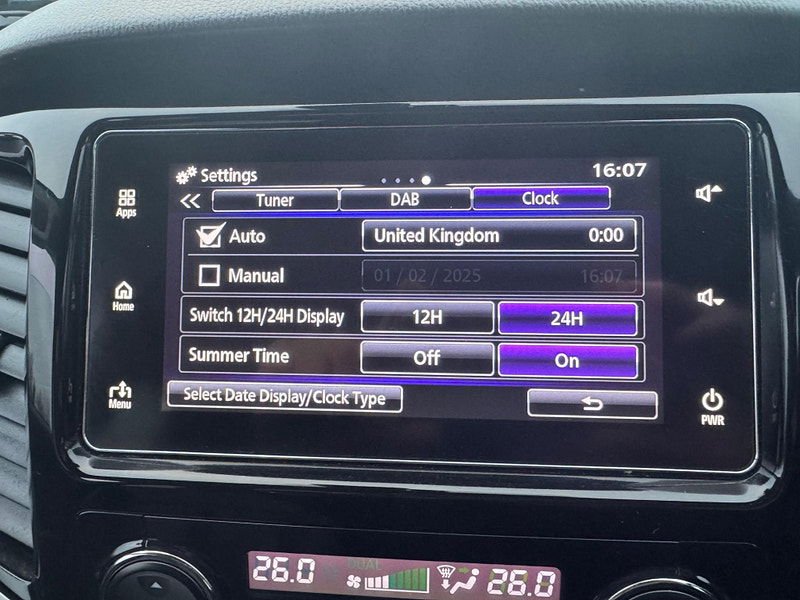 Settings 16:07
Tuner DAB Clock
Auto United Kingdom 0:00
Manual 01 / 02 / 2025 16:07
Switch 12H/24H Display 12H 24H
Summer Time Off On
Select Date Display/Clock Type
Apps
Home
Menu
PWR
26.0 DUAL 26.0